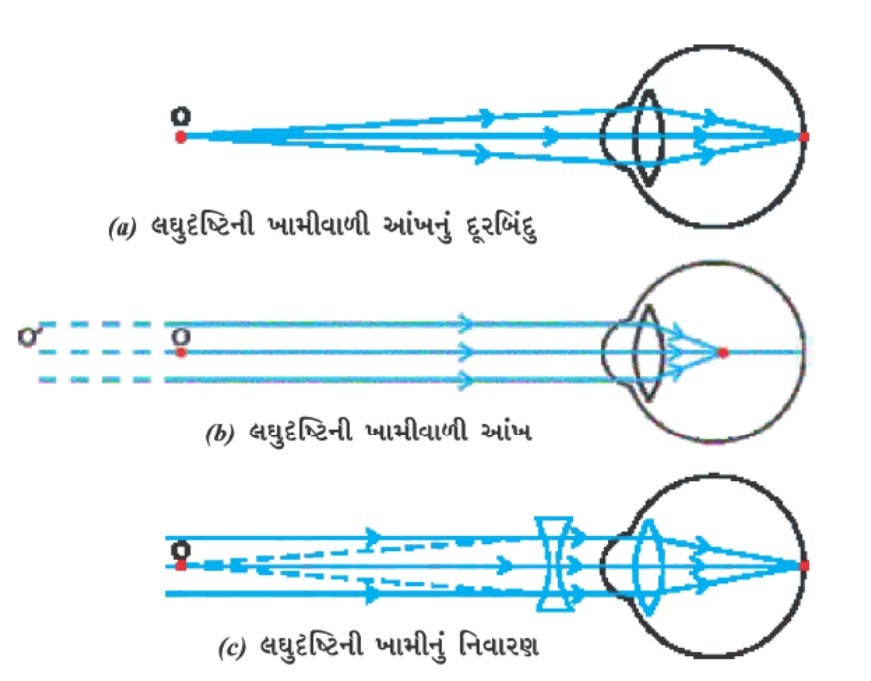 O
(a) લઘુદૃષ્ટિની ખામીવાળી આંખનું દૂરબિંદુ
O′ O
(b) લઘુદૃષ્ટિની ખામીવાળી આંખ
O
(c) લઘુદૃષ્ટિની ખામીનું નિવારણ